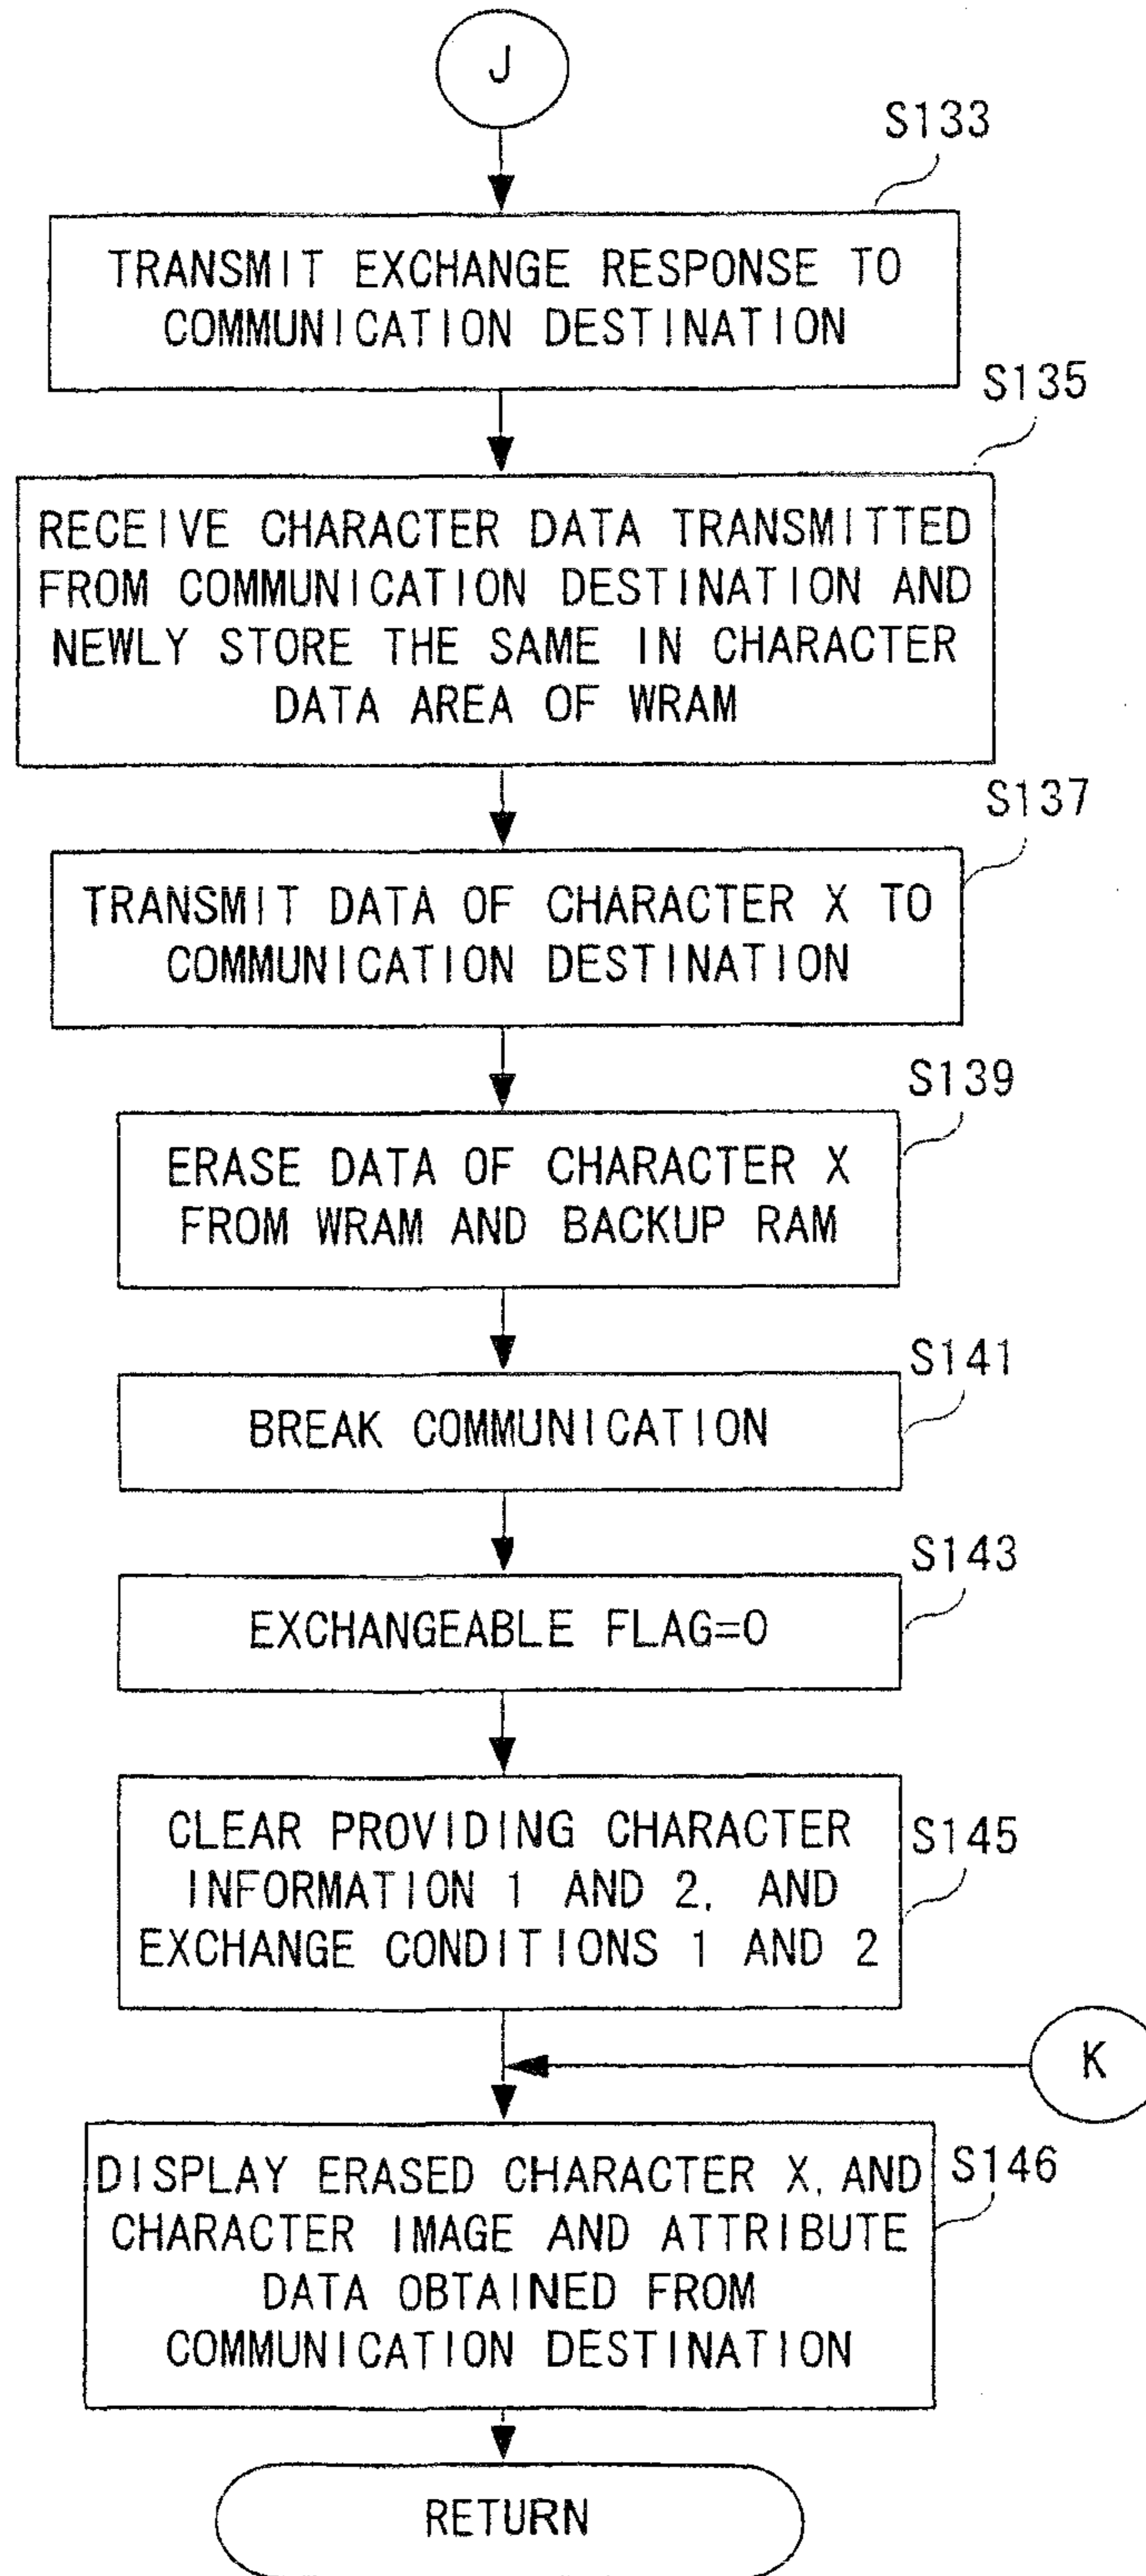 J
S133
TRANSMIT EXCHANGE RESPONSE TO
COMMUNICATION DESTINATION
S135
RECEIVE CHARACTER DATA TRANSMITTED
FROM COMMUNICATION DESTINATION AND
NEWLY STORE THE SAME IN CHARACTER
DATA AREA OF WRAM
S137
TRANSMIT DATA OF CHARACTER X TO
COMMUNICATION DESTINATION
S139
ERASE DATA OF CHARACTER X
FROM WRAM AND BACKUP RAM
S141
BREAK COMMUNICATION
S143
EXCHANGEABLE FLAG=0
S145
CLEAR PROVIDING CHARACTER
INFORMATION 1 AND 2, AND
EXCHANGE CONDITIONS 1 AND 2
K
S146
DISPLAY ERASED CHARACTER X, AND
CHARACTER IMAGE AND ATTRIBUTE
DATA OBTAINED FROM
COMMUNICATION DESTINATION
RETURN